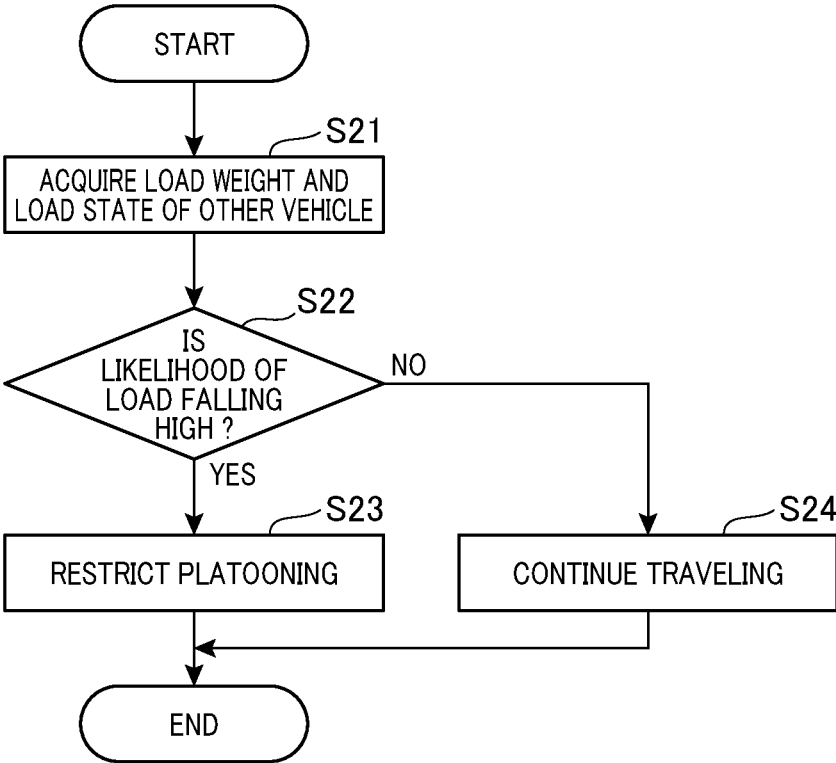 START
S21
ACQUIRE LOAD WEIGHT AND
LOAD STATE OF OTHER VEHICLE
S22
IS
LIKELIHOOD OF
LOAD FALLING
HIGH ?
NO
YES
S23
RESTRICT PLATOONING
S24
CONTINUE TRAVELING
END